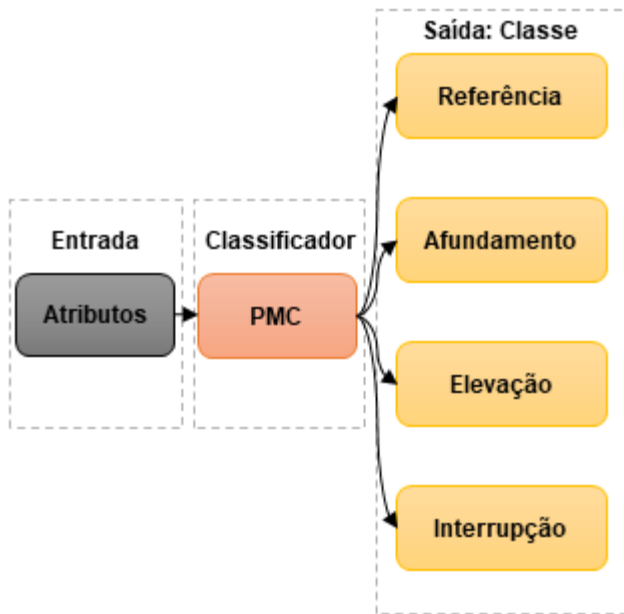 Saída: Classe
Referência
Afundamento
Entrada
Classificador
Atributos
PMC
Elevação
Interrupção